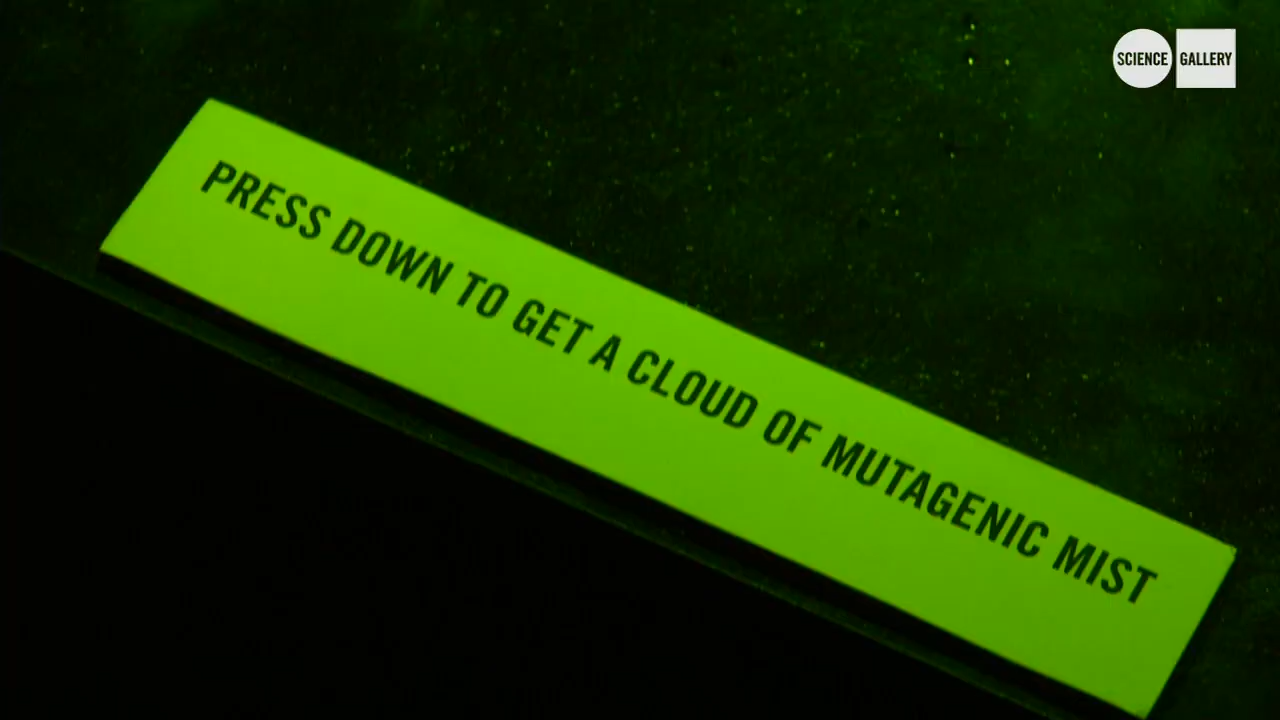 SCIENCE GALLERY
PRESS DOWN TO GET A CLOUD OF MUTAGENIC MIST